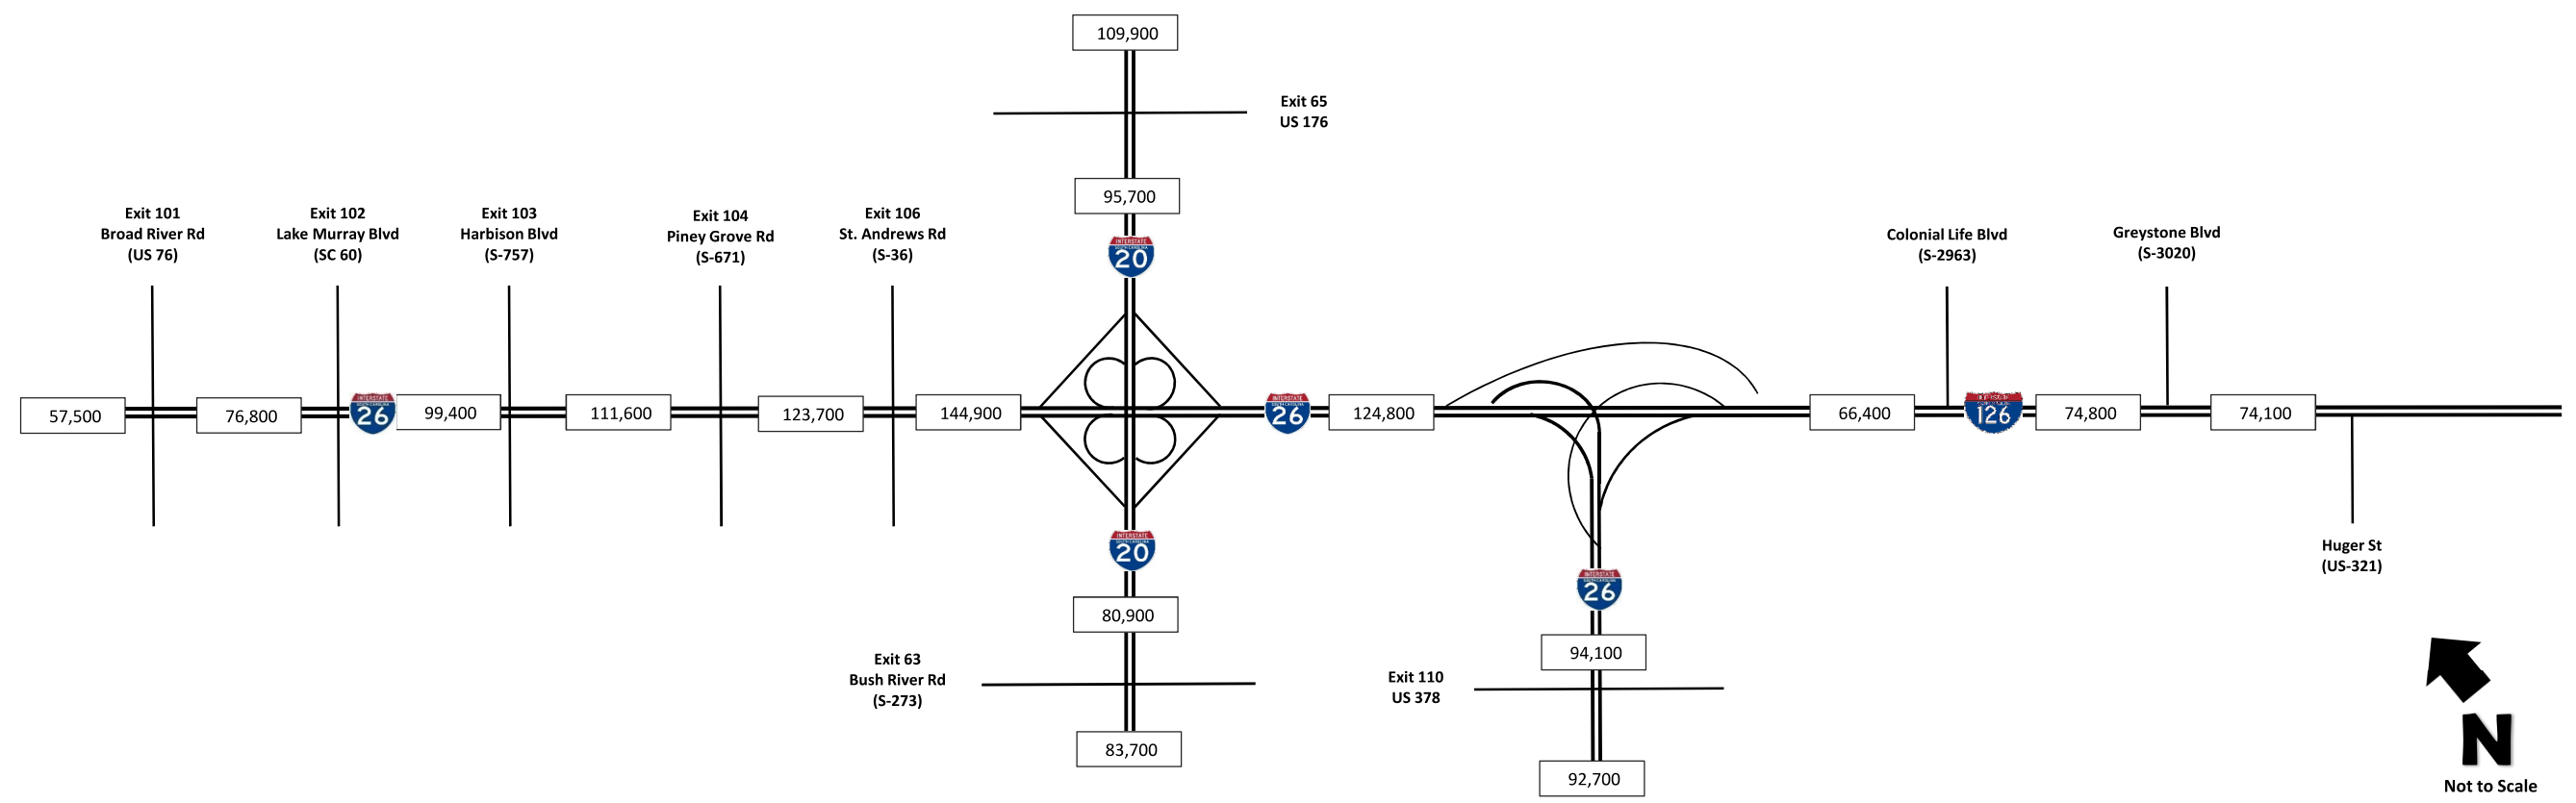 109,900
Exit 65
US 176
95,700
Exit 101
Broad River Rd
(US 76)
Exit 102
Lake Murray Blvd
(SC 60)
Exit 103
Harbison Blvd
(S-757)
Exit 104
Piney Grove Rd
(S-671)
Exit 106
St. Andrews Rd
(S-36)
INTERSTATE
20
Colonial Life Blvd
(S-2963)
Greystone Blvd
(S-3020)
57,500
76,800
INTERSTATE
26
99,400
111,600
123,700
144,900
INTERSTATE
26
124,800
66,400
126
74,800
74,100
INTERSTATE
20
Huger St
(US-321)
INTERSTATE
26
80,900
94,100
Exit 63
Bush River Rd
(S-273)
Exit 110
US 378
83,700
92,700
N
Not to Scale